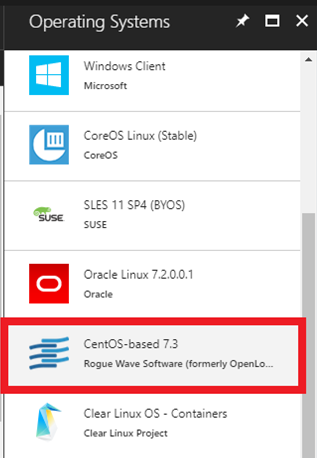 Operating Systems
Windows Client
Microsoft
CoreOS Linux (Stable)
CoreOS
SUSE
SLES 11 SP4 (BYOS)
SUSE
Oracle Linux 7.2.0.0.1
Oracle
CentOS-based 7.3
Rogue Wave Software (formerly OpenLo...
Clear Linux OS - Containers
Clear Linux Project